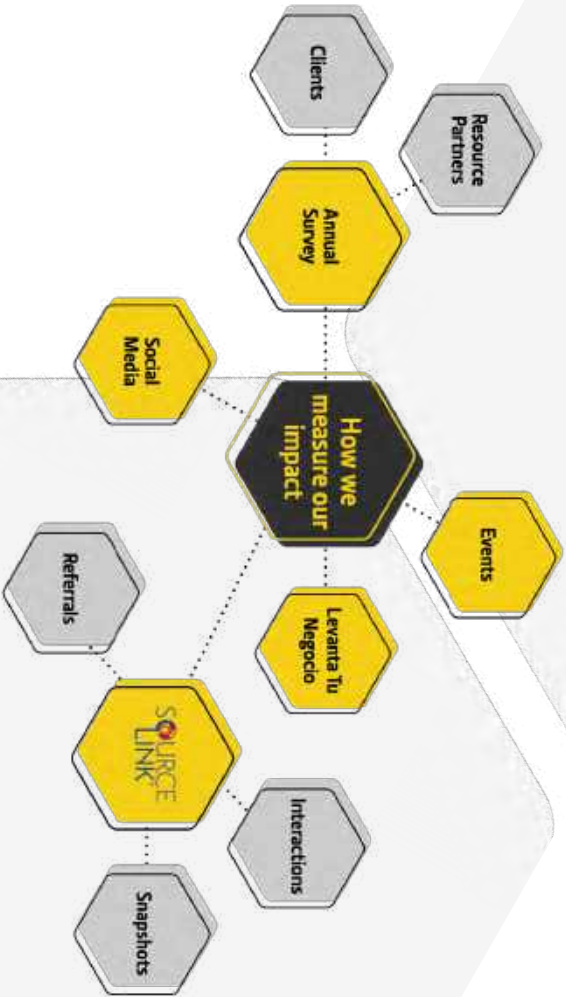 Resource
Partners
Clients
Annual
Survey
Social
Media
How we
measure our
impact
Events
Levanta Tu
Negocio
Referrals
SOURCE
LINK
Interactions
Snapshots